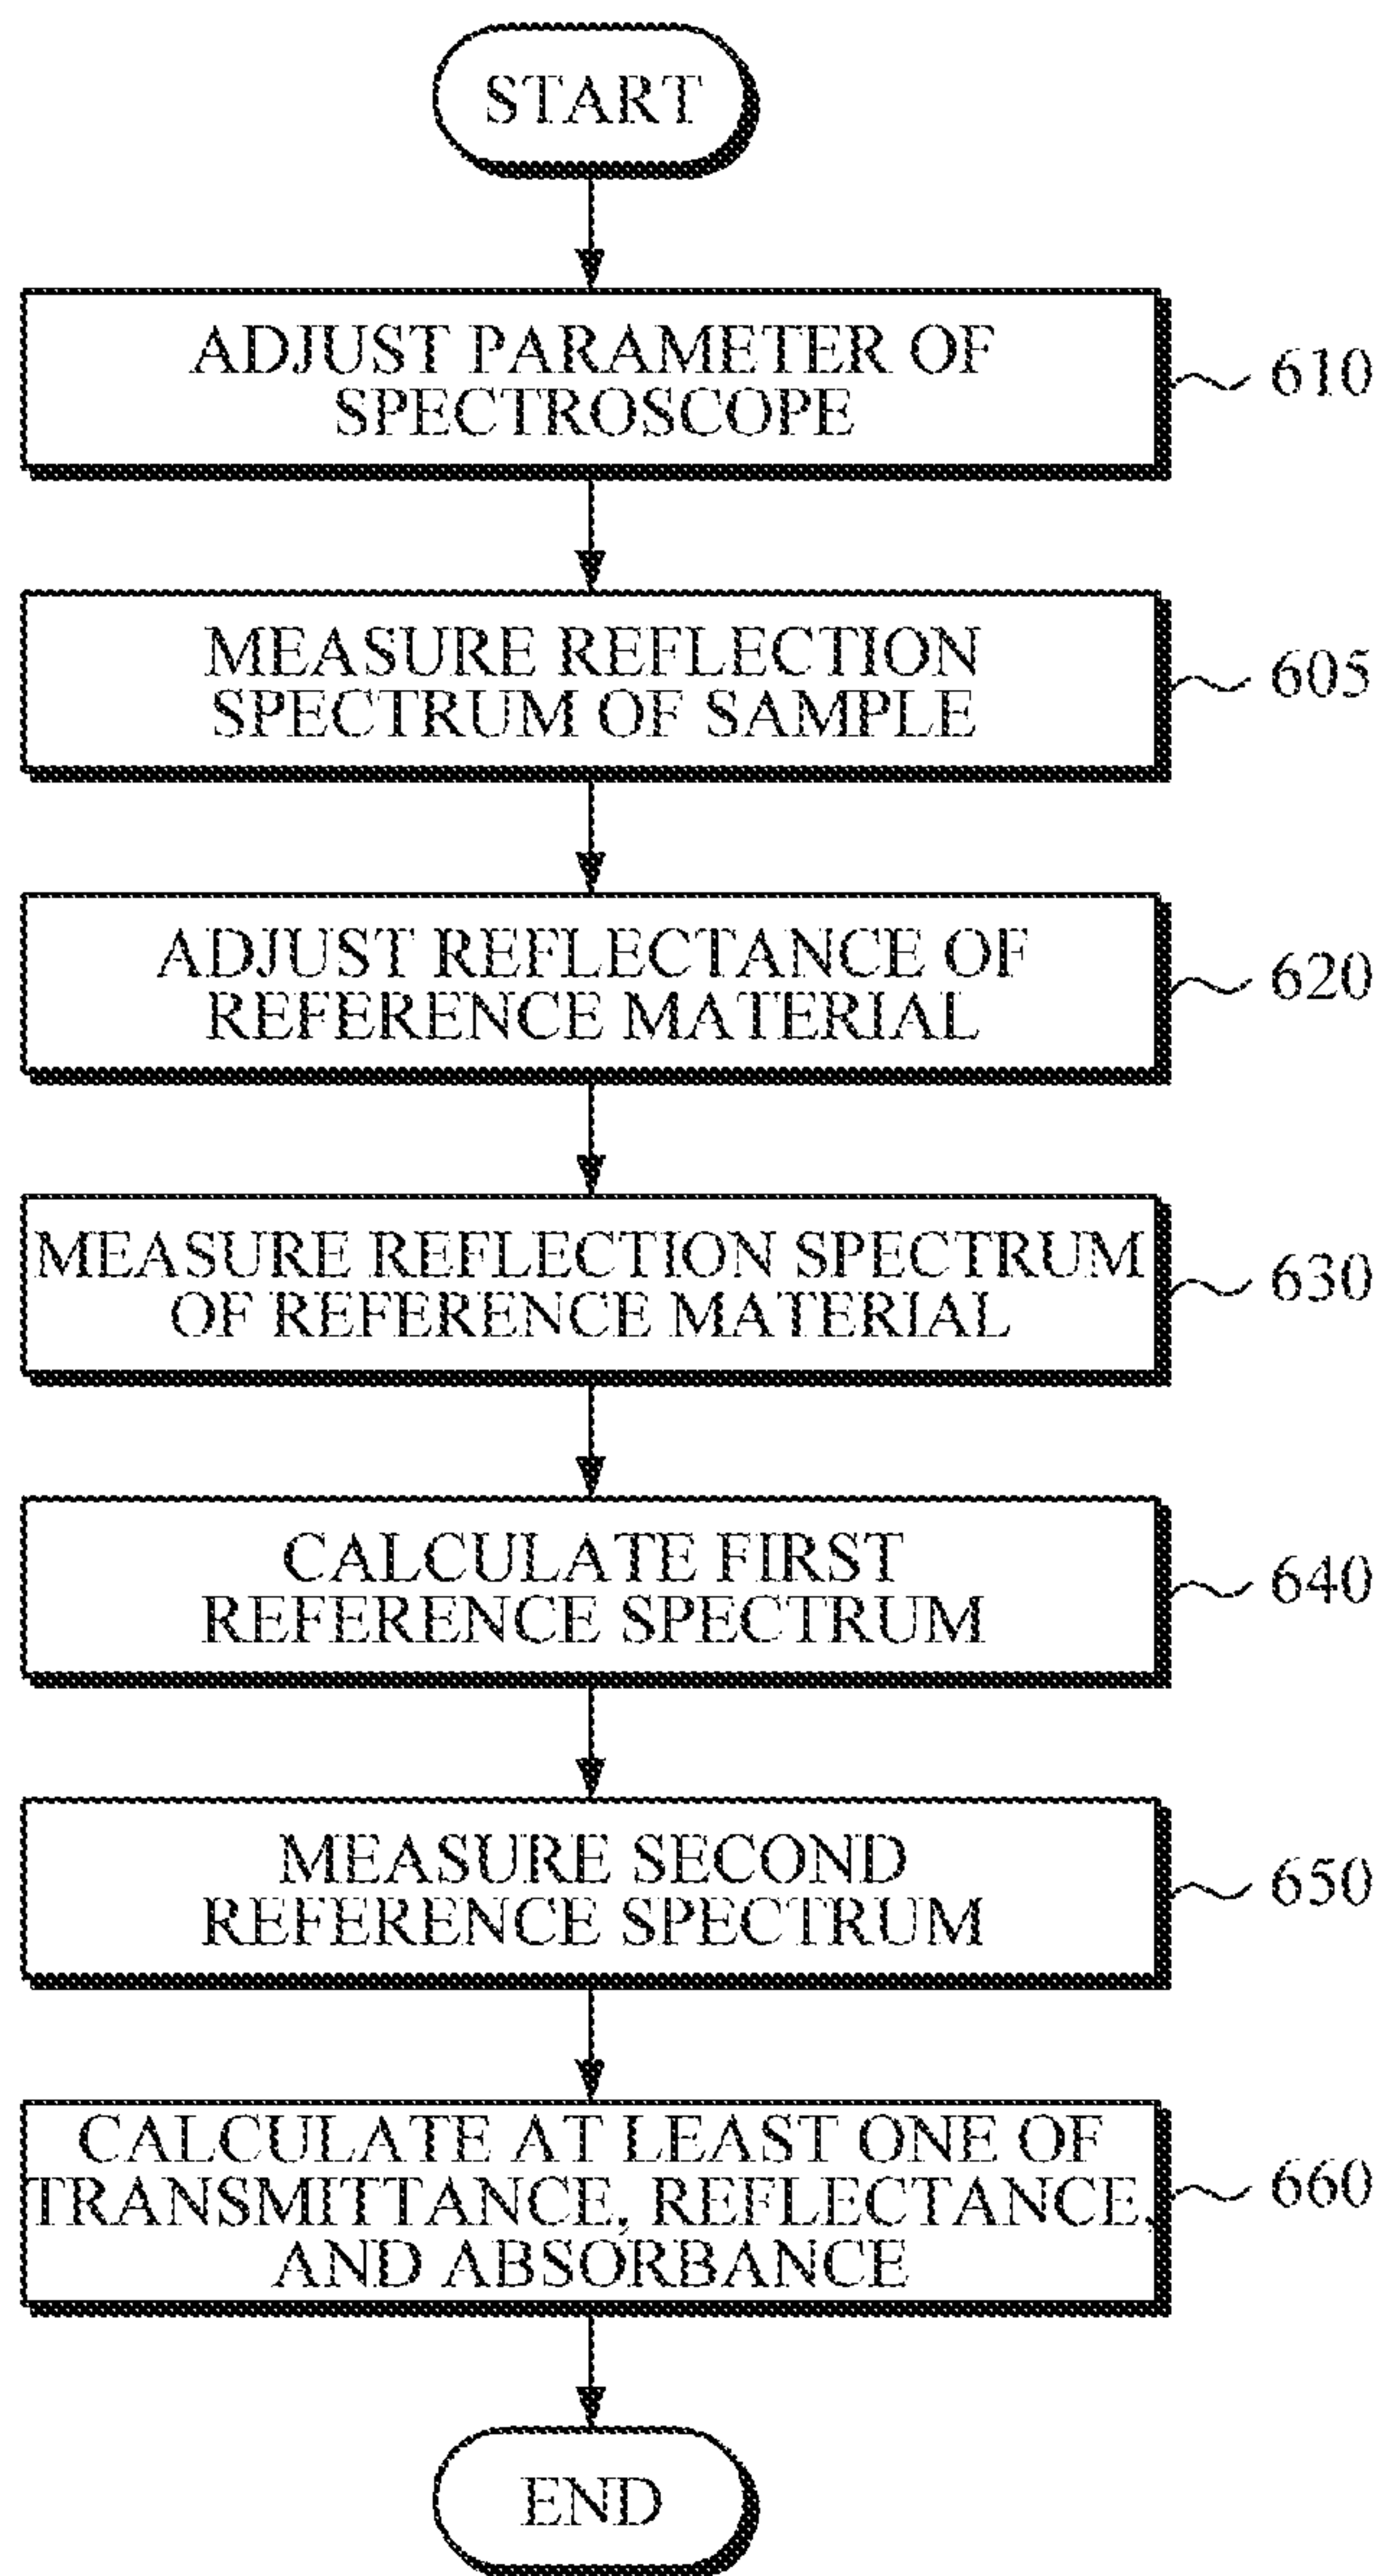 START
ADJUST PARAMETER OF
SPECTROSCOPE
610
MEASURE REFLECTION
SPECTRUM OF SAMPLE
605
ADJUST REFLECTANCE OF
REFERENCE MATERIAL
620
MEASURE REFLECTION SPECTRUM
OF REFERENCE MATERIAL
630
CALCULATE FIRST
REFERENCE SPECTRUM
640
MEASURE SECOND
REFERENCE SPECTRUM
650
CALCULATE AT LEAST ONE OF
TRANSMITTANCE, REFLECTANCE,
AND ABSORBANCE
660
END